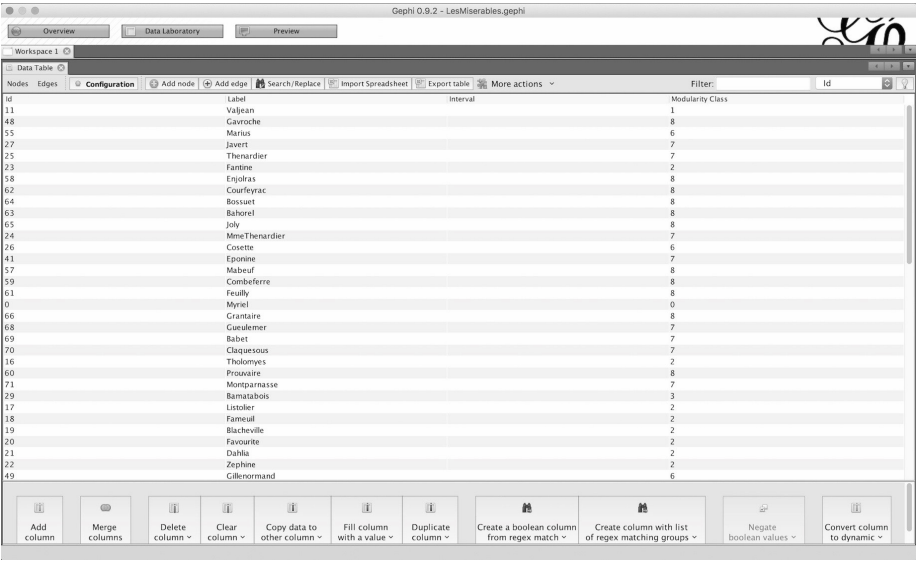 Gephi 0.9.2 - LesMiserables.gephi
Overview Data Laboratory Preview
Workspace 1
Data Table
Nodes Edges Configuration Add node Add edge Search/Replace Import Spreadsheet Export table More actions Filter: Id
Id Label Interval Modularity Class
11 Valjean 1
48 Gavroche 8
55 Marius 6
27 Javert 7
25 Thenardier 7
23 Fantine 2
58 Enjolras 8
62 Courfeyrac 8
64 Bossuet 8
63 Bahorel 8
65 Joly 8
24 MmeThenardier 7
26 Cosette 6
41 Eponine 7
57 Mabeuf 8
59 Combeferre 8
61 Feuilly 8
0 Myriel 0
66 Grantaire 8
68 Gueulemer 7
69 Babet 7
70 Claquesous 7
16 Tholomyes 2
60 Prouvaire 8
71 Montparnasse 7
29 Bamatabois 3
17 Listolier 2
18 Fameuil 2
19 Blacheville 2
20 Favourite 2
21 Dahlia 2
22 Zephine 2
49 Gillenormand 6
Add column
Merge columns
Delete column
Clear column
Copy data to other column
Fill column with a value
Duplicate column
Create a boolean column from regex match
Create column with list of regex matching groups
Negate boolean values
Convert column to dynamic